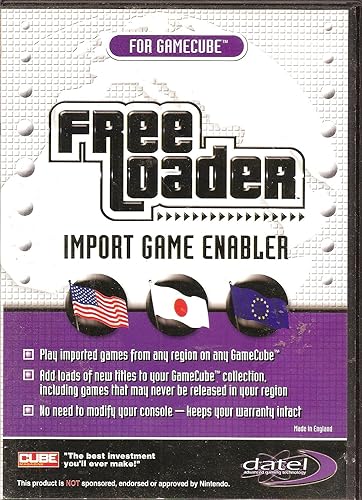 FOR GAMECUBE™
FREE
LOADER
IMPORT GAME ENABLER
Play imported games from any region on any GameCube™
Add loads of new titles to your GameCube™ collection,
including games that may never be released in your region
No need to modify your console — keeps your warranty intact
Made in England
CUBE "The best investment
you'll ever make!"
datel
advanced gaming technology
This product is NOT sponsored, endorsed or approved by Nintendo.